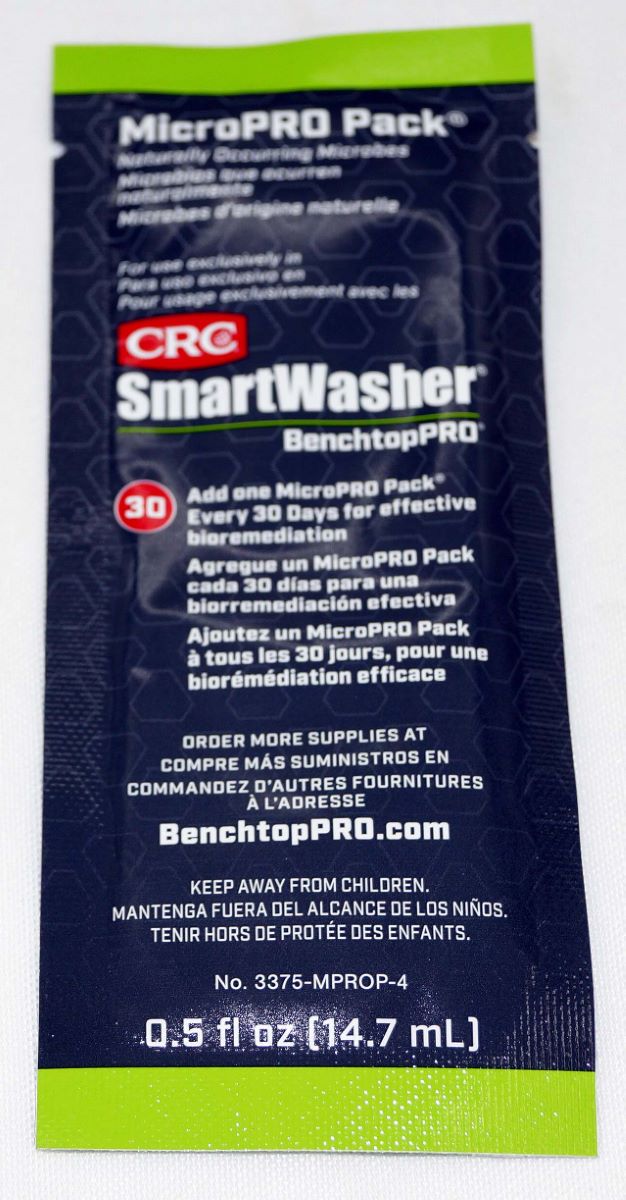 MicroPRO Pack®
Naturally Occurring Microbes
Microbios que ocurren
naturalmente
Microbes d'origine naturelle
For use exclusively in
Para uso exclusivo en
Pour usage exclusivement avec les
CRC
SmartWasher®
BenchtopPRO®
30
Add one MicroPRO Pack®
Every 30 Days for effective
bioremediation
Agregue un MicroPRO Pack
cada 30 días para una
biorremediación efectiva
Ajoutez un MicroPRO Pack
à tous les 30 jours, pour une
biorémédiation efficace
ORDER MORE SUPPLIES AT
COMPRE MÁS SUMINISTROS EN
COMMANDEZ D'AUTRES FOURNITURES
À L'ADRESSE
BenchtopPRO.com
KEEP AWAY FROM CHILDREN.
MANTENGA FUERA DEL ALCANCE DE LOS NIÑOS.
TENIR HORS DE PROTÉE DES ENFANTS.
No. 3375-MPROP-4
0.5 fl oz (14.7 mL)